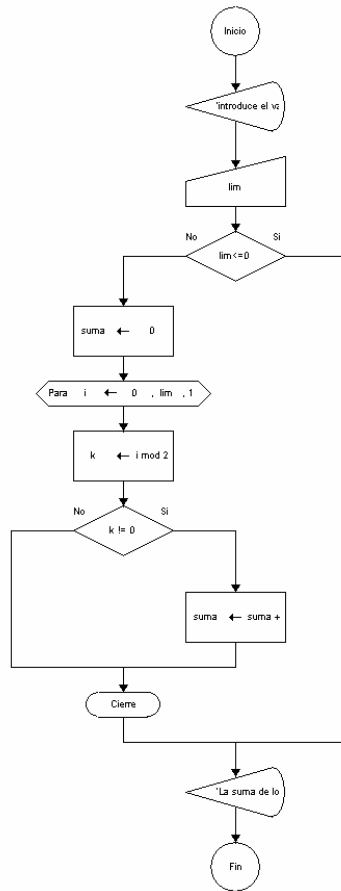 Inicio
'introduce el va
lim
No
Si
lim<=0
suma ← 0
Para i ← 0 , lim , 1
k ← i mod 2
No
Si
k != 0
suma ← suma +
Cierre
'La suma de lo
Fin